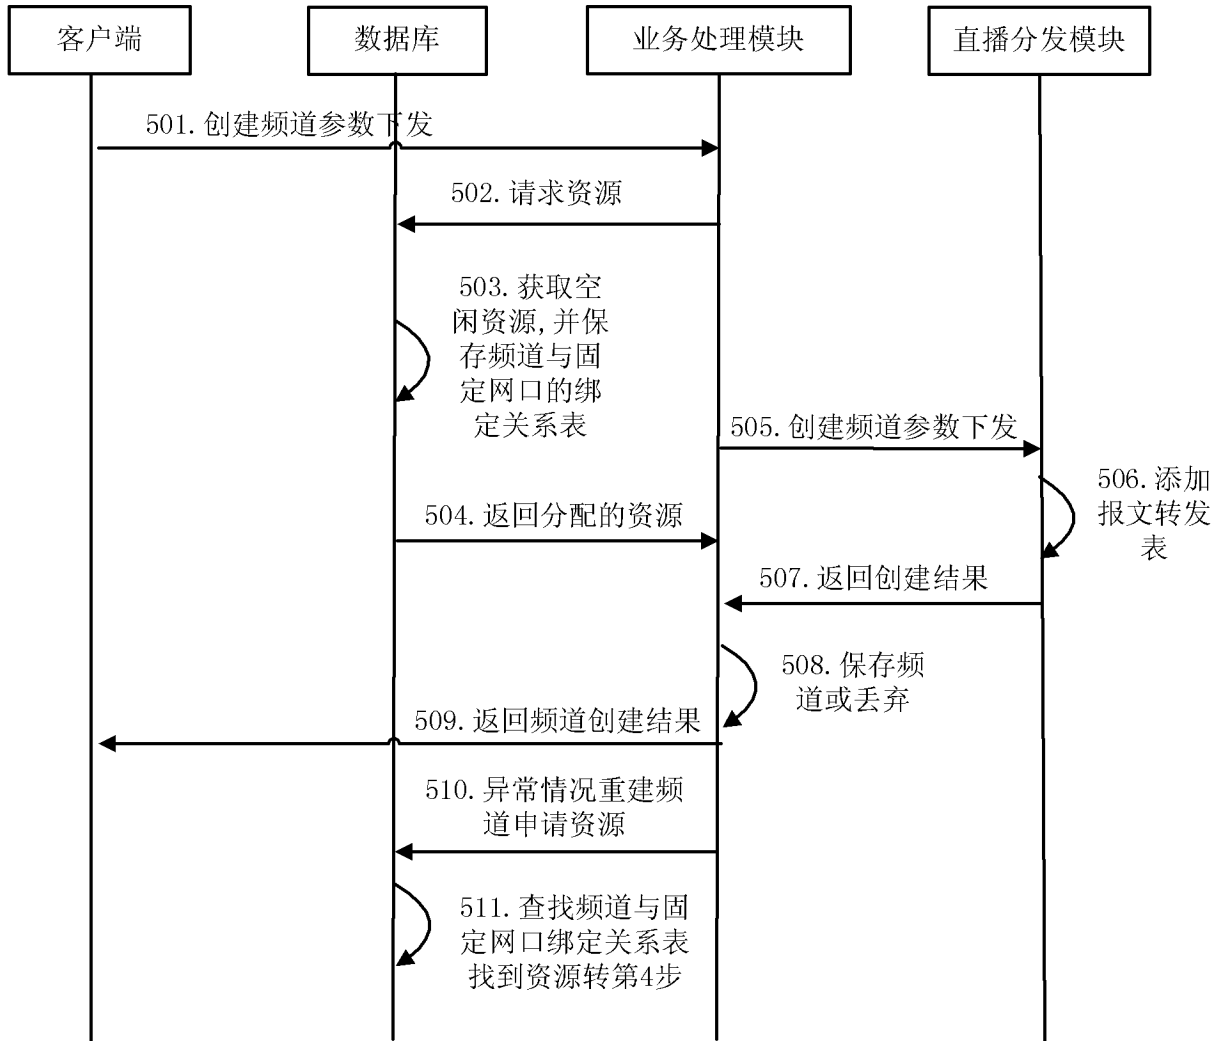 客户端
数据库
业务处理模块
直播分发模块
501.创建频道参数下发
502.请求资源
503.获取空
闲资源,并保
存频道与固
定网口的绑
定关系表
505.创建频道参数下发
506.添加
报文转发
表
504.返回分配的资源
507.返回创建结果
508.保存频
道或丢弃
509.返回频道创建结果
510.异常情况重建频
道申请资源
511.查找频道与固
定网口绑定关系表
找到资源转第4步